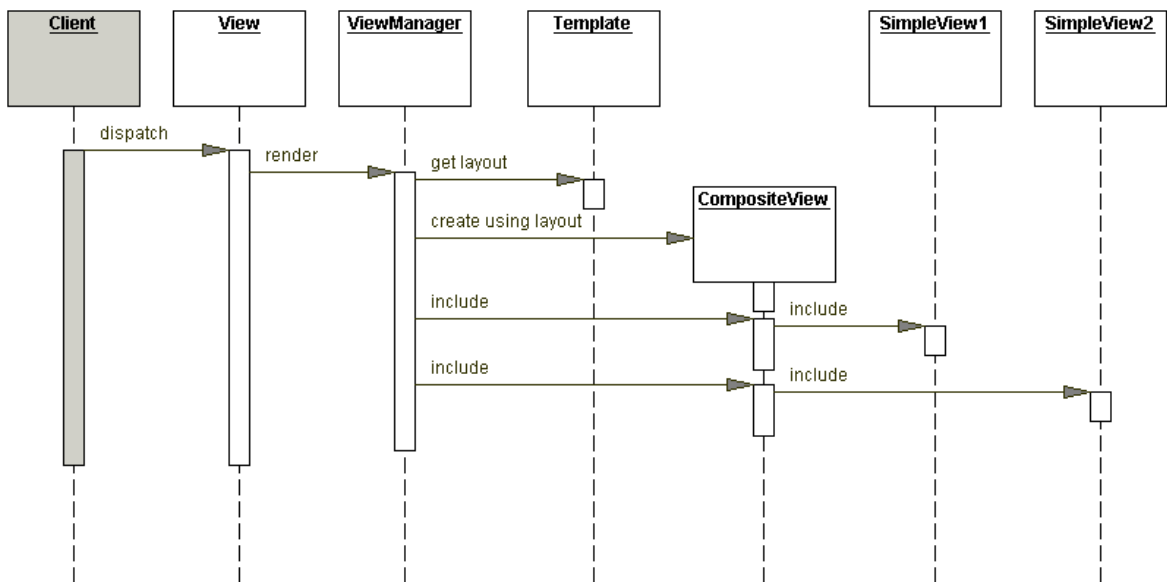 Client
View
ViewManager
Template
SimpleView1
SimpleView2
dispatch
render
get layout
CompositeView
create using layout
include
include
include
include